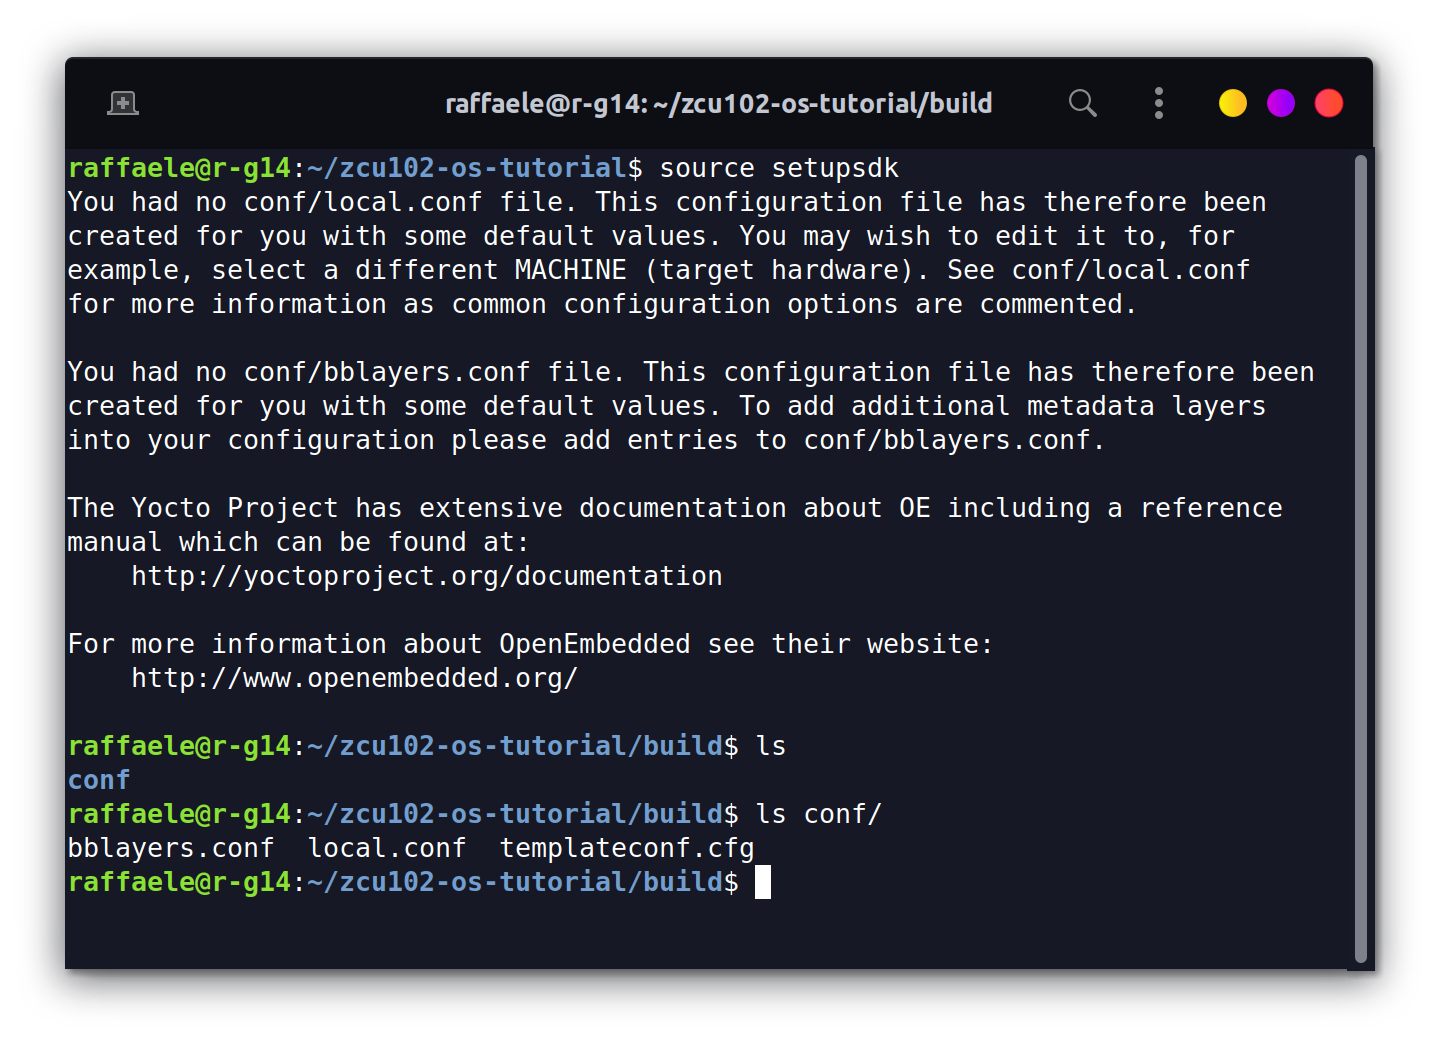 raffaele@r-g14: ~/zcu102-os-tutorial/build
raffaele@r-g14:~/zcu102-os-tutorial$ source setupsdk
You had no conf/local.conf file. This configuration file has therefore been
created for you with some default values. You may wish to edit it to, for
example, select a different MACHINE (target hardware). See conf/local.conf
for more information as common configuration options are commented.
You had no conf/bblayers.conf file. This configuration file has therefore been
created for you with some default values. To add additional metadata layers
into your configuration please add entries to conf/bblayers.conf.
The Yocto Project has extensive documentation about OE including a reference
manual which can be found at:
    http://yoctoproject.org/documentation
For more information about OpenEmbedded see their website:
    http://www.openembedded.org/
raffaele@r-g14:~/zcu102-os-tutorial/build$ ls
conf
raffaele@r-g14:~/zcu102-os-tutorial/build$ ls conf/
bblayers.conf  local.conf  templateconf.cfg
raffaele@r-g14:~/zcu102-os-tutorial/build$